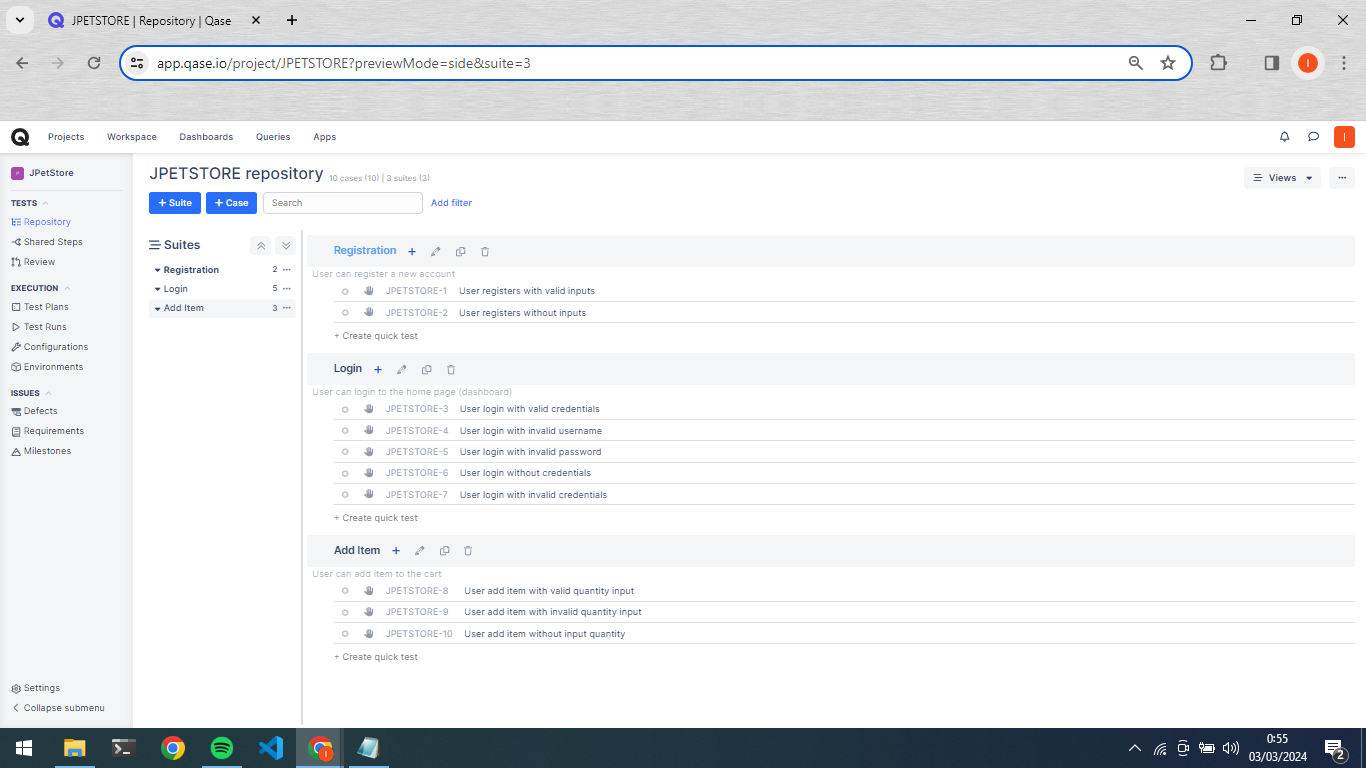 JPETSTORE | Repository | Qase
app.qase.io/project/JPETSTORE?previewMode=side&suite=3
I
Projects Workspace Dashboards Queries Apps
I
JPetStore
TESTS
Repository
Shared Steps
Review
EXECUTION
Test Plans
Test Runs
Configurations
Environments
ISSUES
Defects
Requirements
Milestones
Settings
Collapse submenu
JPETSTORE repository 10 cases (10) | 3 suites (3)
Views
+ Suite + Case Search Add filter
Suites
Registration 2
Login 5
Add Item 3
Registration
User can register a new account
JPETSTORE-1 User registers with valid inputs
JPETSTORE-2 User registers without inputs
+ Create quick test
Login
User can login to the home page (dashboard)
JPETSTORE-3 User login with valid credentials
JPETSTORE-4 User login with invalid username
JPETSTORE-5 User login with invalid password
JPETSTORE-6 User login without credentials
JPETSTORE-7 User login with invalid credentials
+ Create quick test
Add Item
User can add item to the cart
JPETSTORE-8 User add item with valid quantity input
JPETSTORE-9 User add item with invalid quantity input
JPETSTORE-10 User add item without input quantity
+ Create quick test
I
0:55
03/03/2024
2